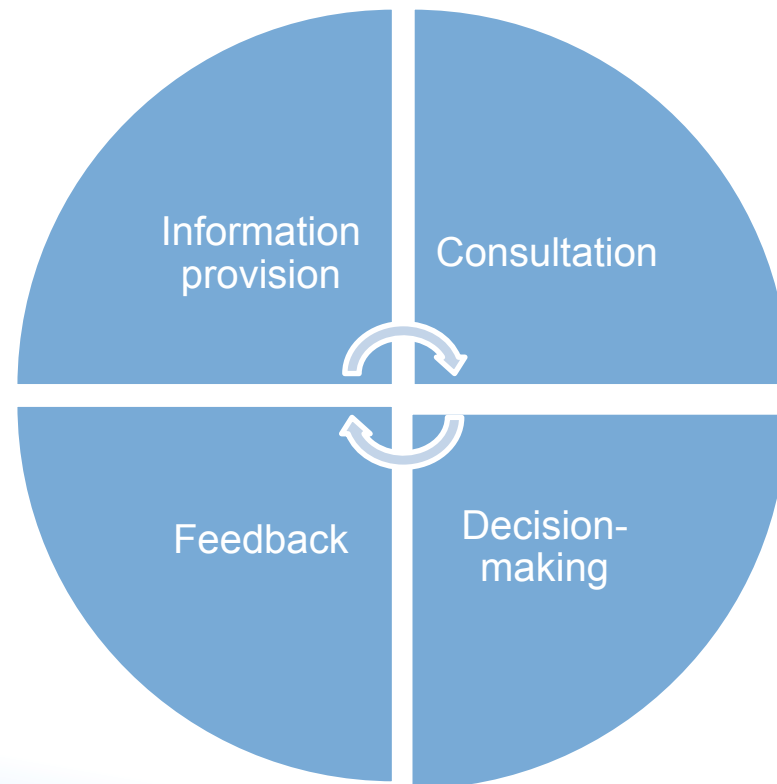 Information
provision
Consultation
Feedback
Decision-
making